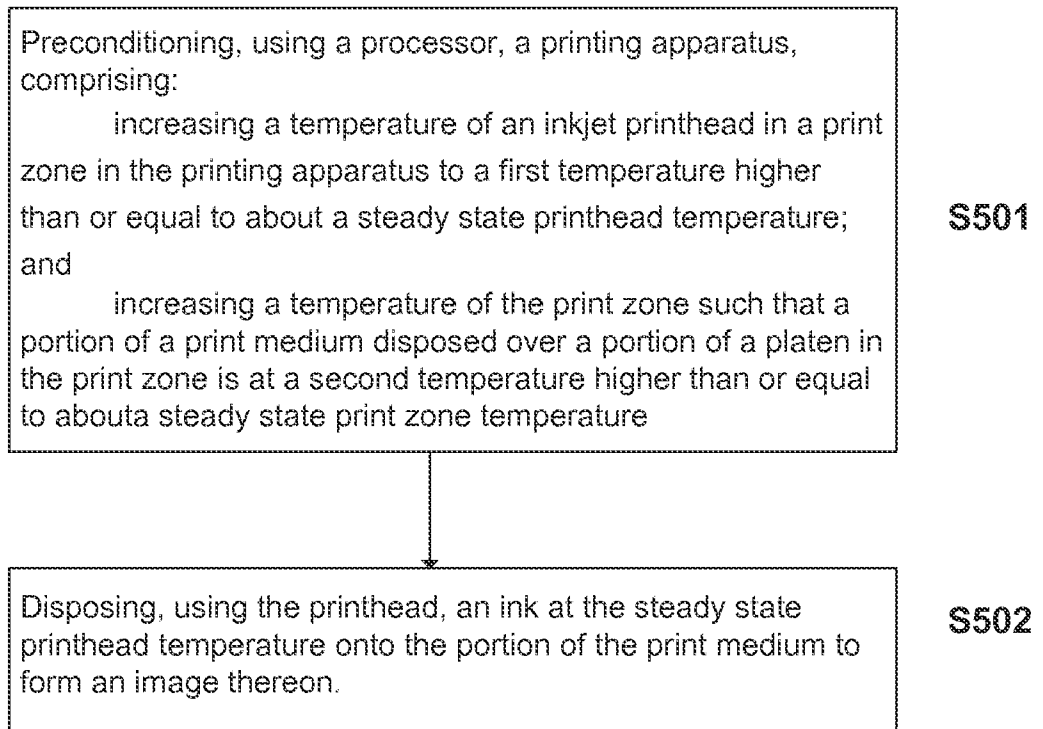 Preconditioning, using a processor, a printing apparatus,
comprising:
increasing a temperature of an inkjet printhead in a print
zone in the printing apparatus to a first temperature higher
than or equal to about a steady state printhead temperature;
and
increasing a temperature of the print zone such that a
portion of a print medium disposed over a portion of a platen in
the print zone is at a second temperature higher than or equal
to abouta steady state print zone temperature
S501
Disposing, using the printhead, an ink at the steady state
printhead temperature onto the portion of the print medium to
form an image thereon.
S502